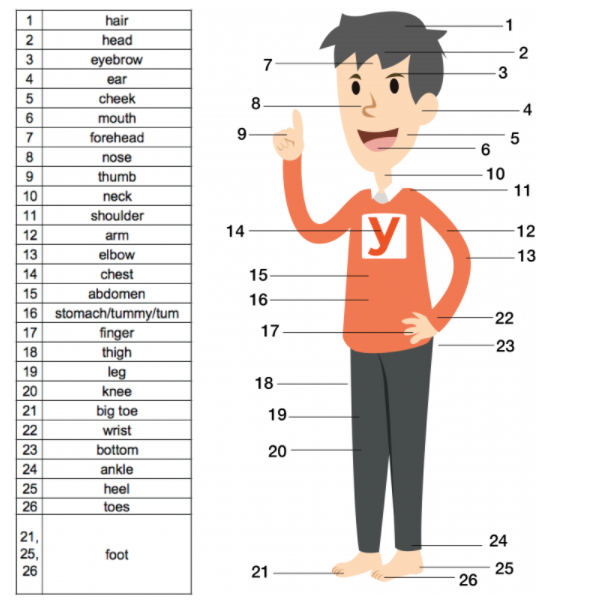 1 hair
2 head
3 eyebrow
4 ear
5 cheek
6 mouth
7 forehead
8 nose
9 thumb
10 neck
11 shoulder
12 arm
13 elbow
14 chest
15 abdomen
16 stomach/tummy/tum
17 finger
18 thigh
19 leg
20 knee
21 big toe
22 wrist
23 bottom
24 ankle
25 heel
26 toes
21,
25, foot
26
1
2
7
3
8
4
9
5
6
10
11
14
y
12
13
15
16
22
17
23
18
19
20
24
25
21
26